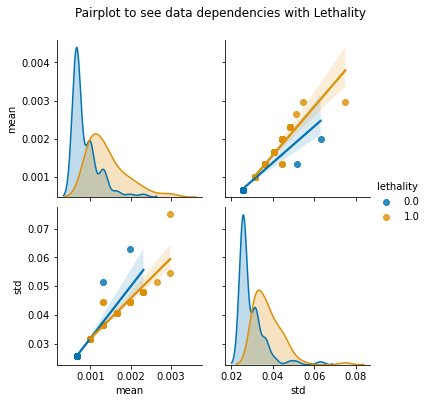 Pairplot to see data dependencies with Lethality
0.004
0.003
0.002
0.001
mean
lethality
0.0
1.0
0.07
0.06
0.05
0.04
0.03
std
0.001 0.002 0.003
mean
0.02 0.04 0.06 0.08
std